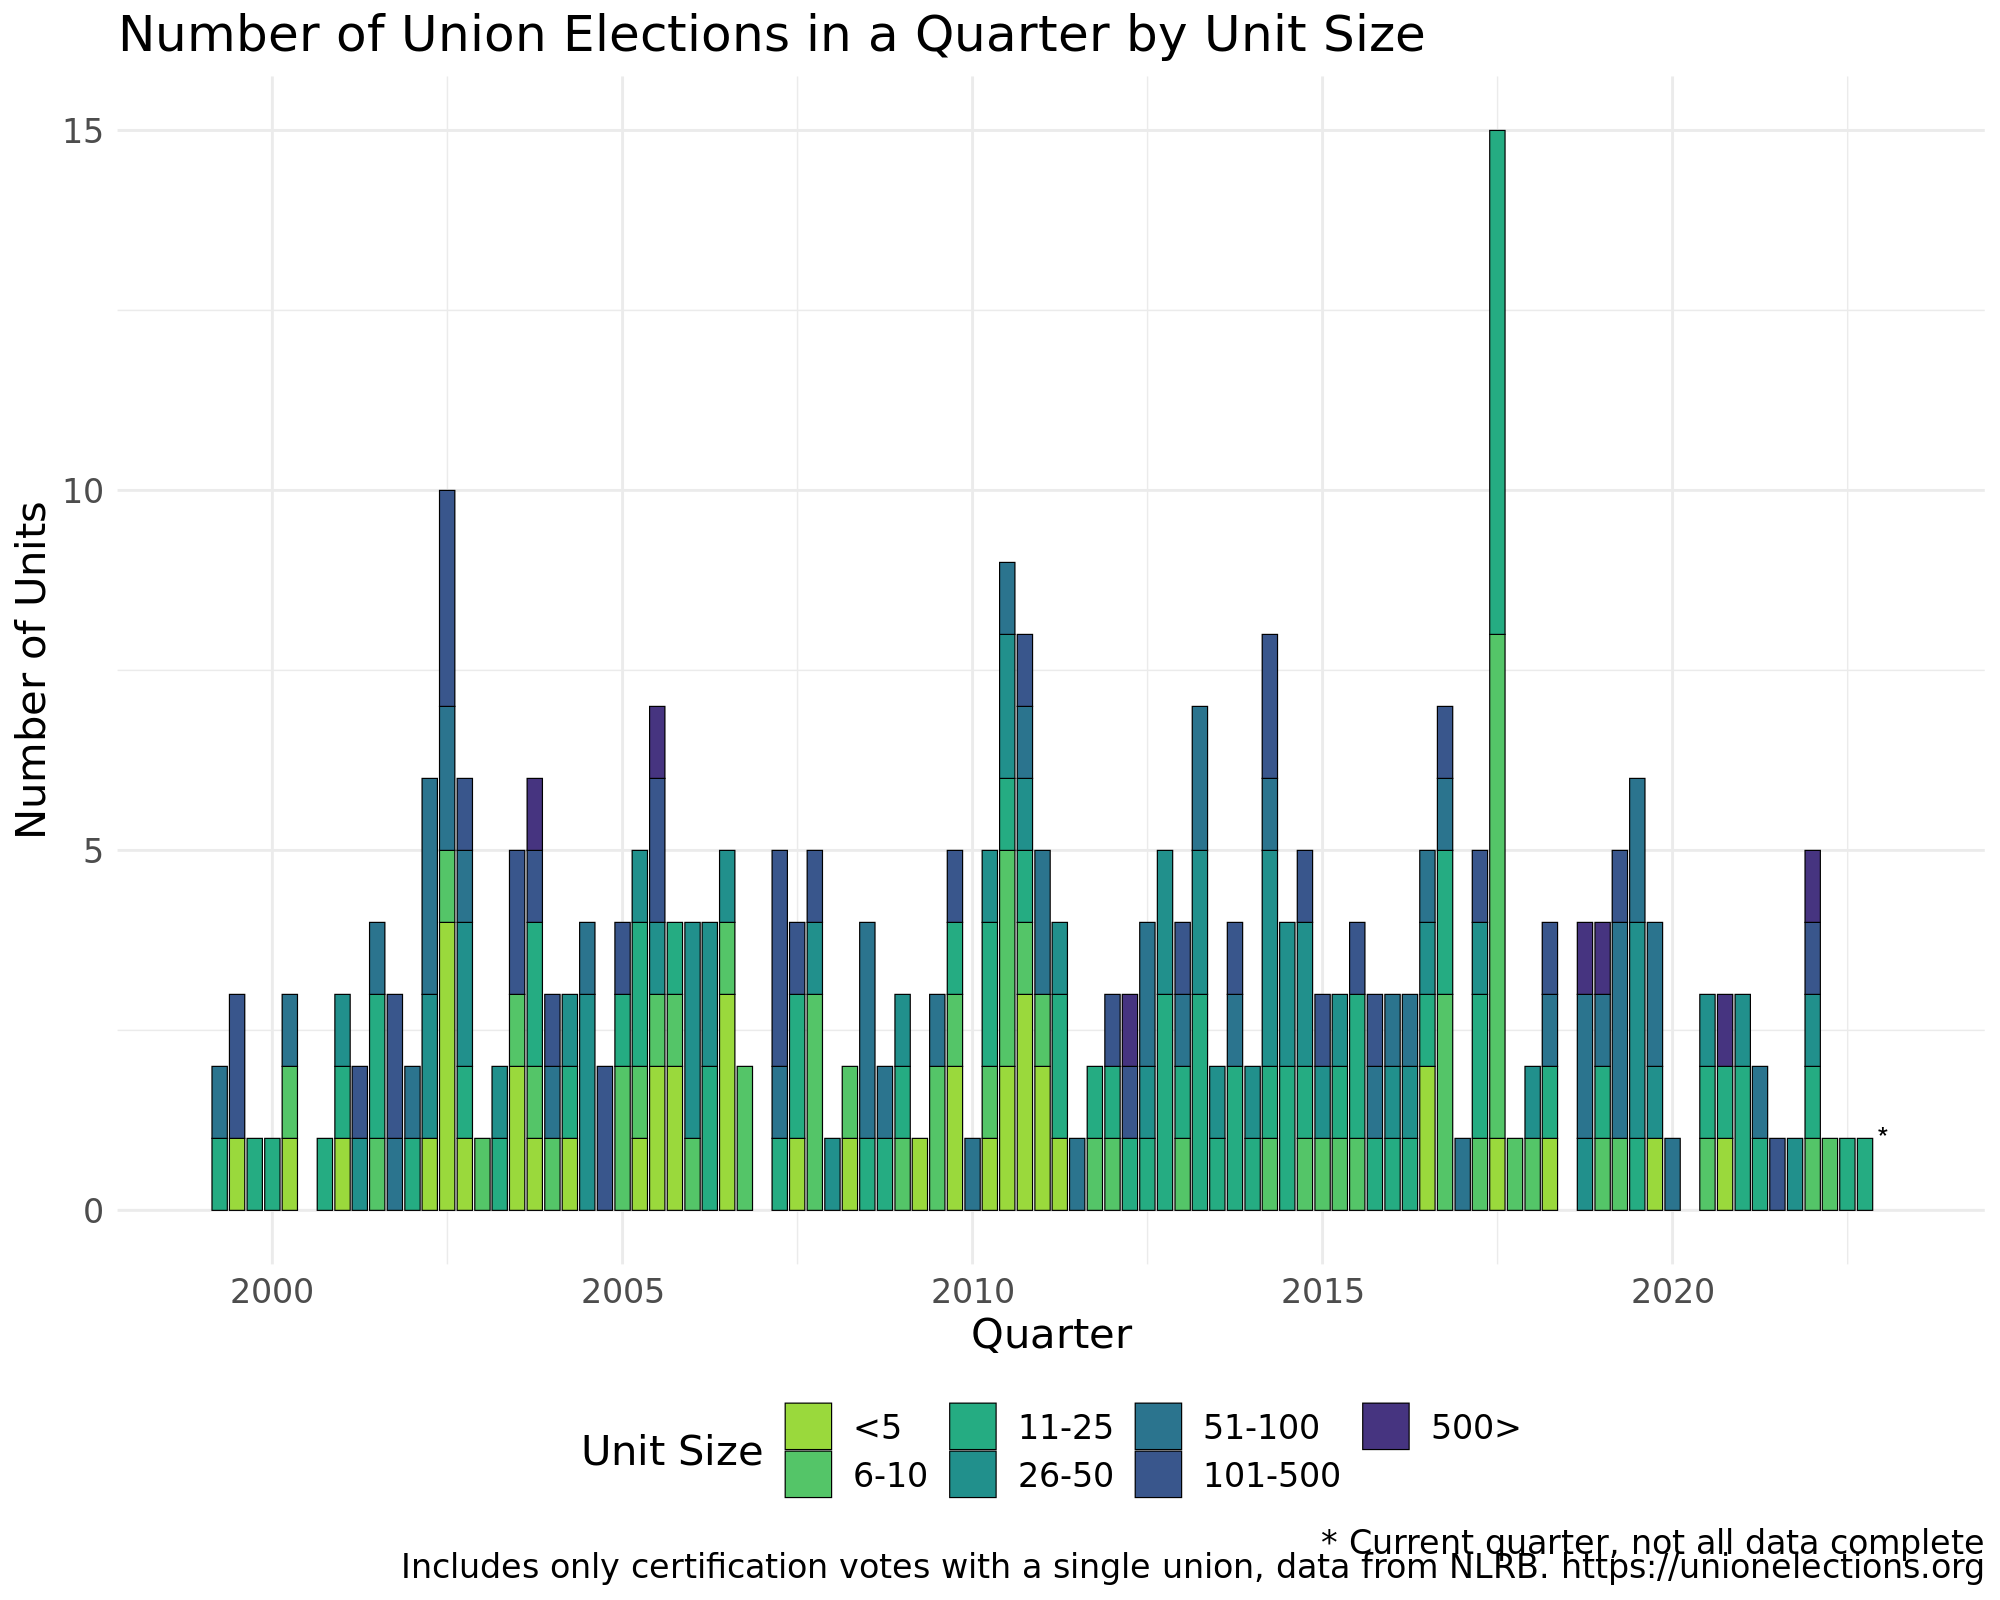 Number of Union Elections in a Quarter by Unit Size
15
10
5
0
Number of Units
2000 2005 2010 2015 2020
*
Quarter
Unit Size
<5 11-25 51-100 500>
6-10 26-50 101-500
* Current quarter, not all data complete
Includes only certification votes with a single union, data from NLRB. https://unionelections.org